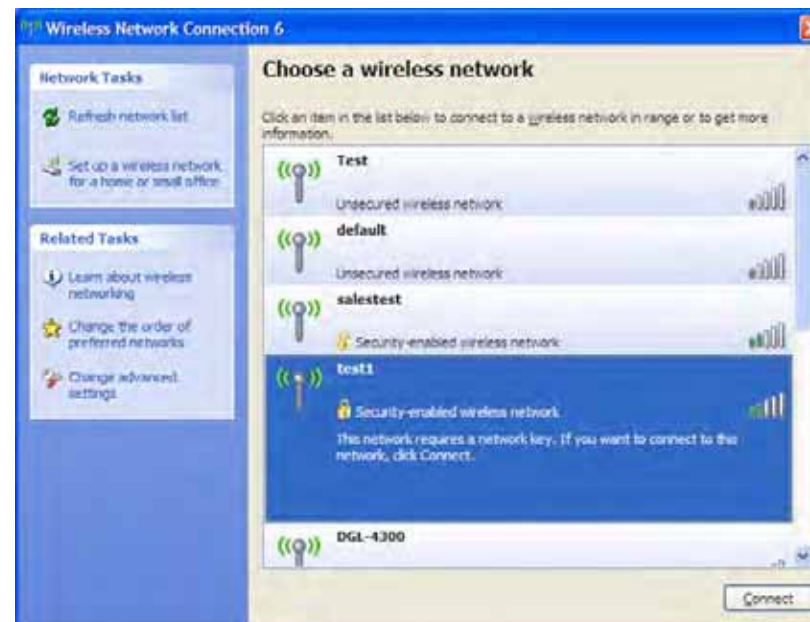 Wireless Network Connection 6
Network Tasks
Refresh network list
Set up a wireless network
for a home or small office
Related Tasks
Learn about wireless
networking
Change the order of
preferred networks
Change advanced
settings
Choose a wireless network
Click an item in the list below to connect to a wireless network in range or to get more
information.
Test
Unsecured wireless network
default
Unsecured wireless network
salestest
Security-enabled wireless network
test1
Security-enabled wireless network
This network requires a network key. If you want to connect to this
network, click Connect.
DGL-4300
Connect